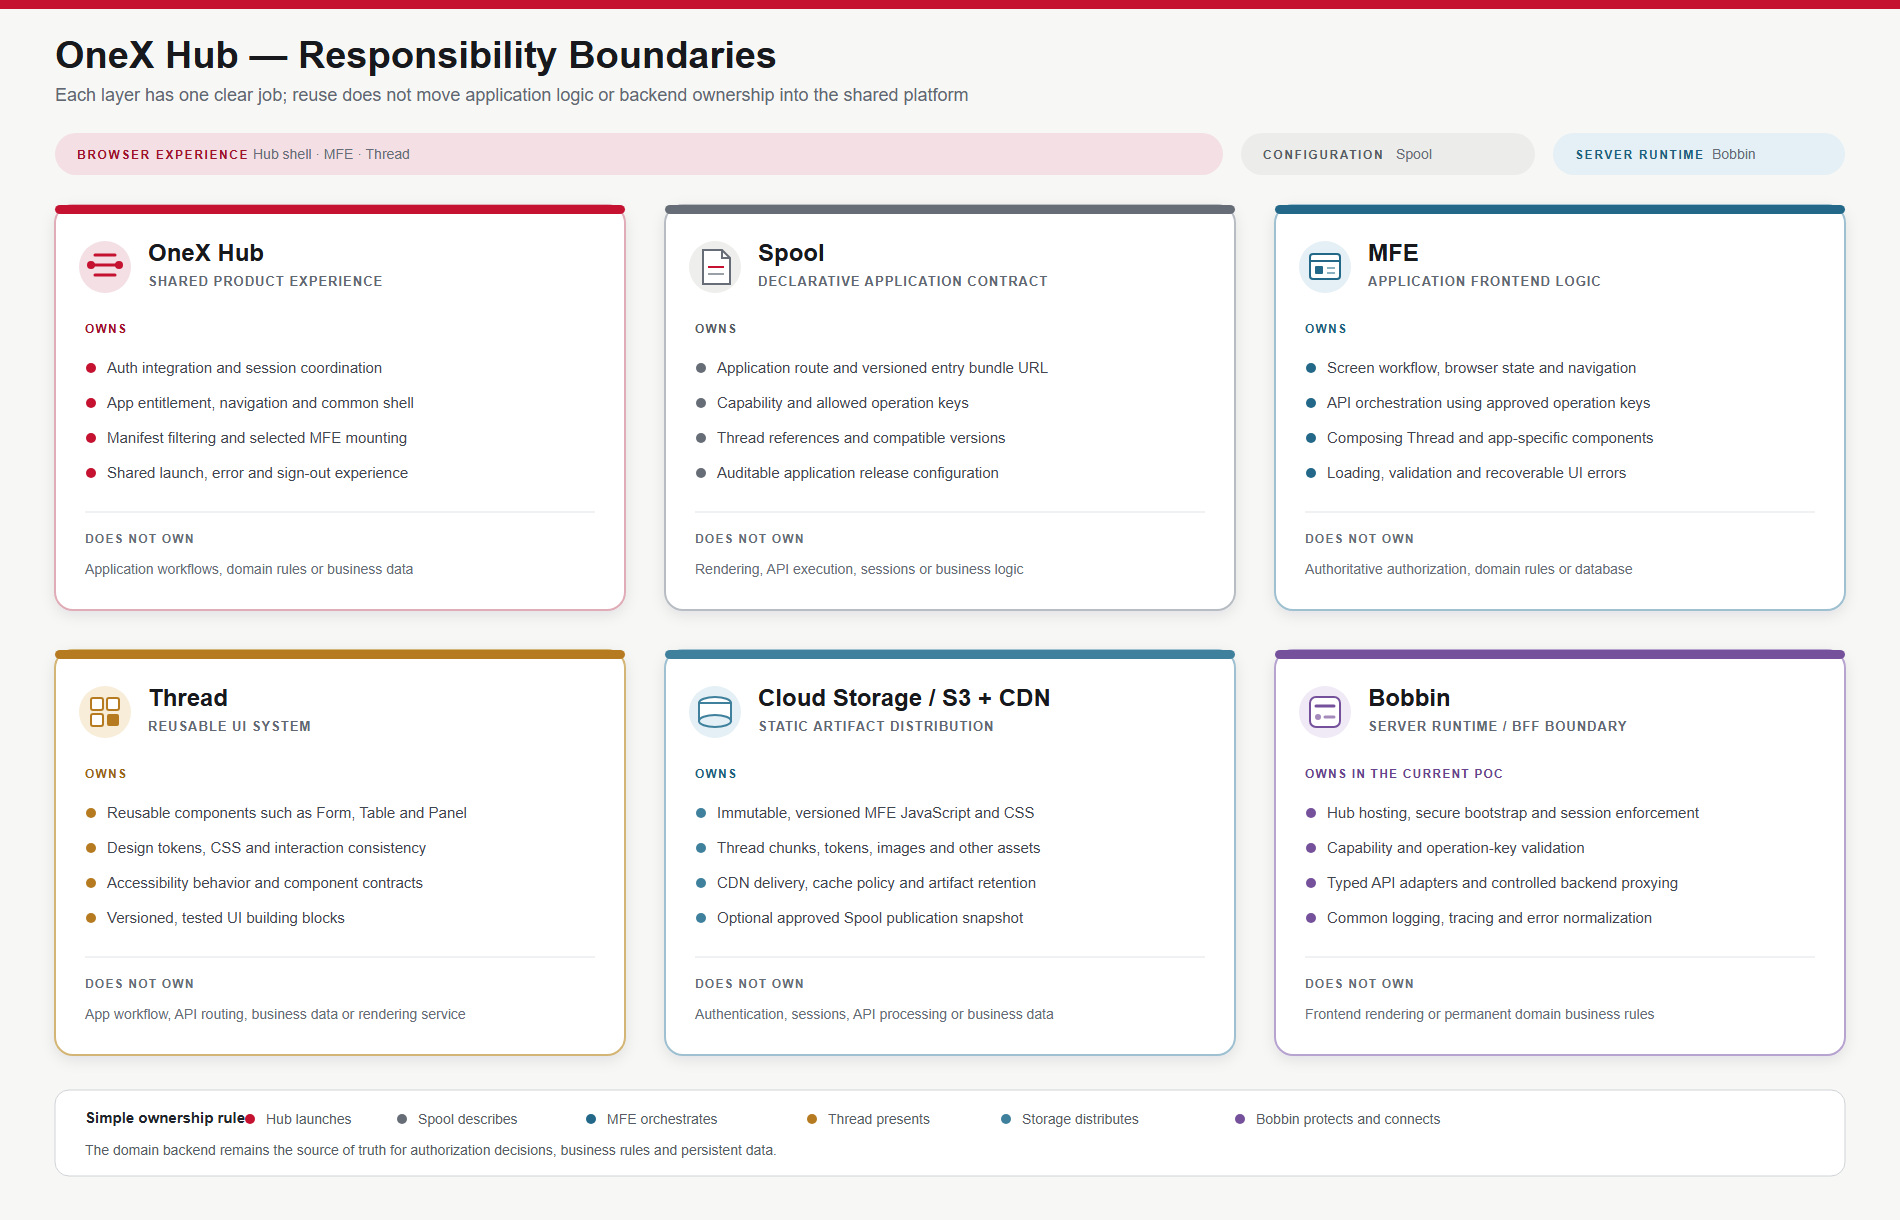 OneX Hub — Responsibility Boundaries
Each layer has one clear job; reuse does not move application logic or backend ownership into the shared platform
BROWSER EXPERIENCE Hub shell · MFE · Thread
CONFIGURATION Spool
SERVER RUNTIME Bobbin
OneX Hub
SHARED PRODUCT EXPERIENCE
OWNS
Auth integration and session coordination
App entitlement, navigation and common shell
Manifest filtering and selected MFE mounting
Shared launch, error and sign-out experience
DOES NOT OWN
Application workflows, domain rules or business data
Spool
DECLARATIVE APPLICATION CONTRACT
OWNS
Application route and versioned entry bundle URL
Capability and allowed operation keys
Thread references and compatible versions
Auditable application release configuration
DOES NOT OWN
Rendering, API execution, sessions or business logic
MFE
APPLICATION FRONTEND LOGIC
OWNS
Screen workflow, browser state and navigation
API orchestration using approved operation keys
Composing Thread and app-specific components
Loading, validation and recoverable UI errors
DOES NOT OWN
Authoritative authorization, domain rules or database
Thread
REUSABLE UI SYSTEM
OWNS
Reusable components such as Form, Table and Panel
Design tokens, CSS and interaction consistency
Accessibility behavior and component contracts
Versioned, tested UI building blocks
DOES NOT OWN
App workflow, API routing, business data or rendering service
Cloud Storage / S3 + CDN
STATIC ARTIFACT DISTRIBUTION
OWNS
Immutable, versioned MFE JavaScript and CSS
Thread chunks, tokens, images and other assets
CDN delivery, cache policy and artifact retention
Optional approved Spool publication snapshot
DOES NOT OWN
Authentication, sessions, API processing or business data
Bobbin
SERVER RUNTIME / BFF BOUNDARY
OWNS IN THE CURRENT POC
Hub hosting, secure bootstrap and session enforcement
Capability and operation-key validation
Typed API adapters and controlled backend proxying
Common logging, tracing and error normalization
DOES NOT OWN
Frontend rendering or permanent domain business rules
Simple ownership rule Hub launches Spool describes MFE orchestrates Thread presents Storage distributes Bobbin protects and connects
The domain backend remains the source of truth for authorization decisions, business rules and persistent data.